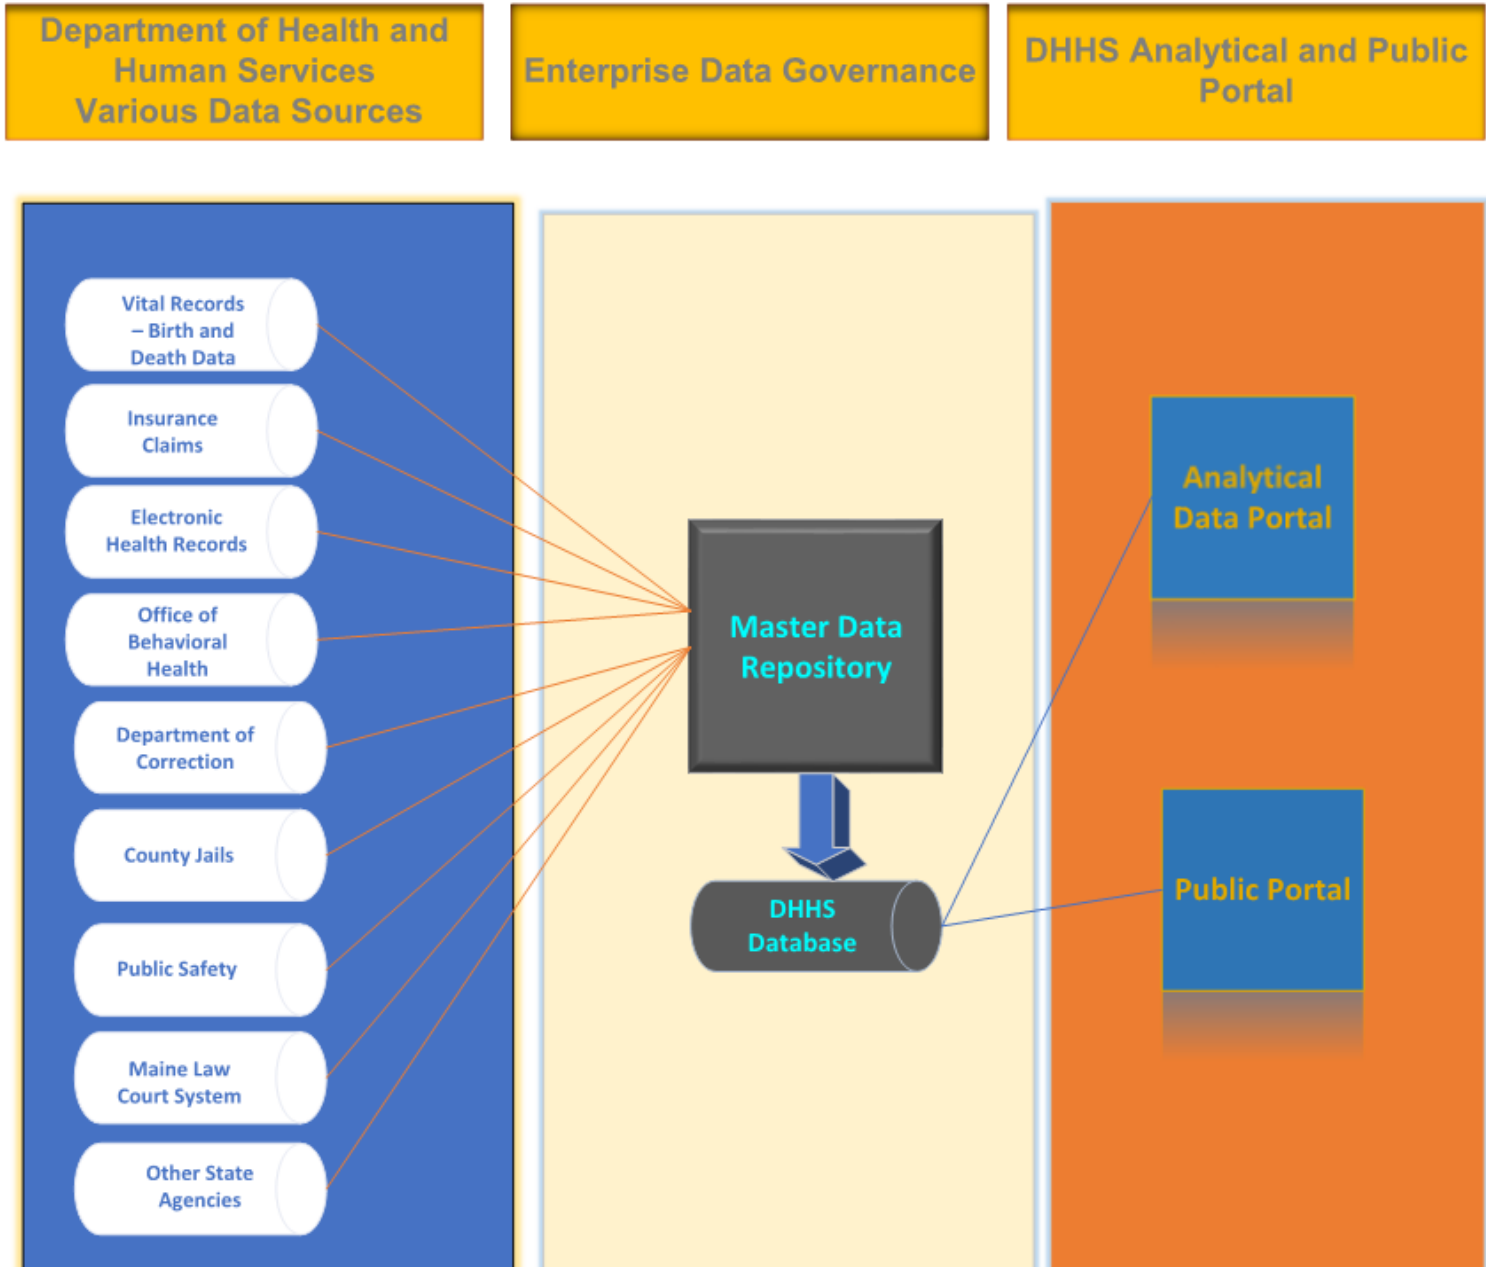 Department of Health and
Human Services
Various Data Sources
Enterprise Data Governance
DHHS Analytical and Public
Portal
Vital Records
– Birth and
Death Data
Insurance
Claims
Electronic
Health Records
Office of
Behavioral
Health
Department of
Correction
County Jails
Public Safety
Maine Law
Court System
Other State
Agencies
Master Data
Repository
DHHS
Database
Analytical
Data Portal
Public Portal